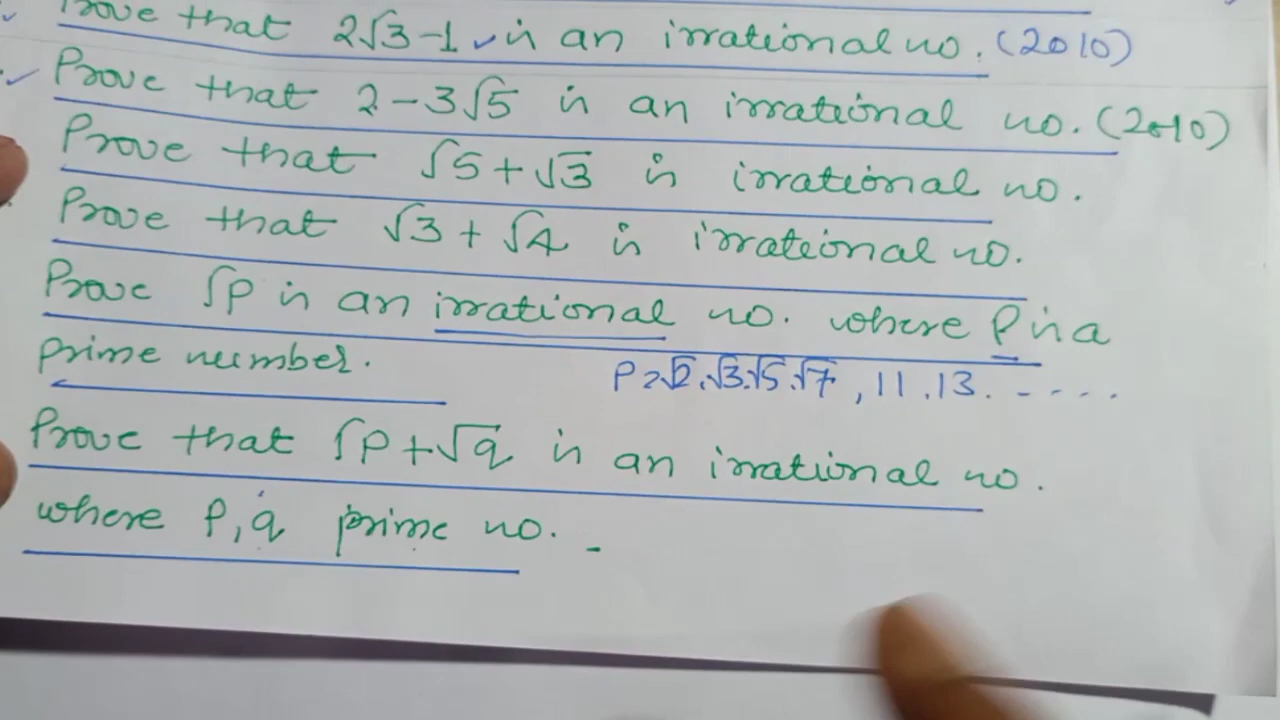 Prove that 2√3-1 is an irrational no. (2010)
Prove that 2-3√5 is an irrational no. (2010)
Prove that √5+√3 is irrational no.
Prove that √3+√4 is irrational no.
Prove √p is an irrational no. where P is a
prime number.
P=√2.√3.√5.√7, 11.13. - - - - .
Prove that √p+√q is an irrational no.
where P,q prime no. -